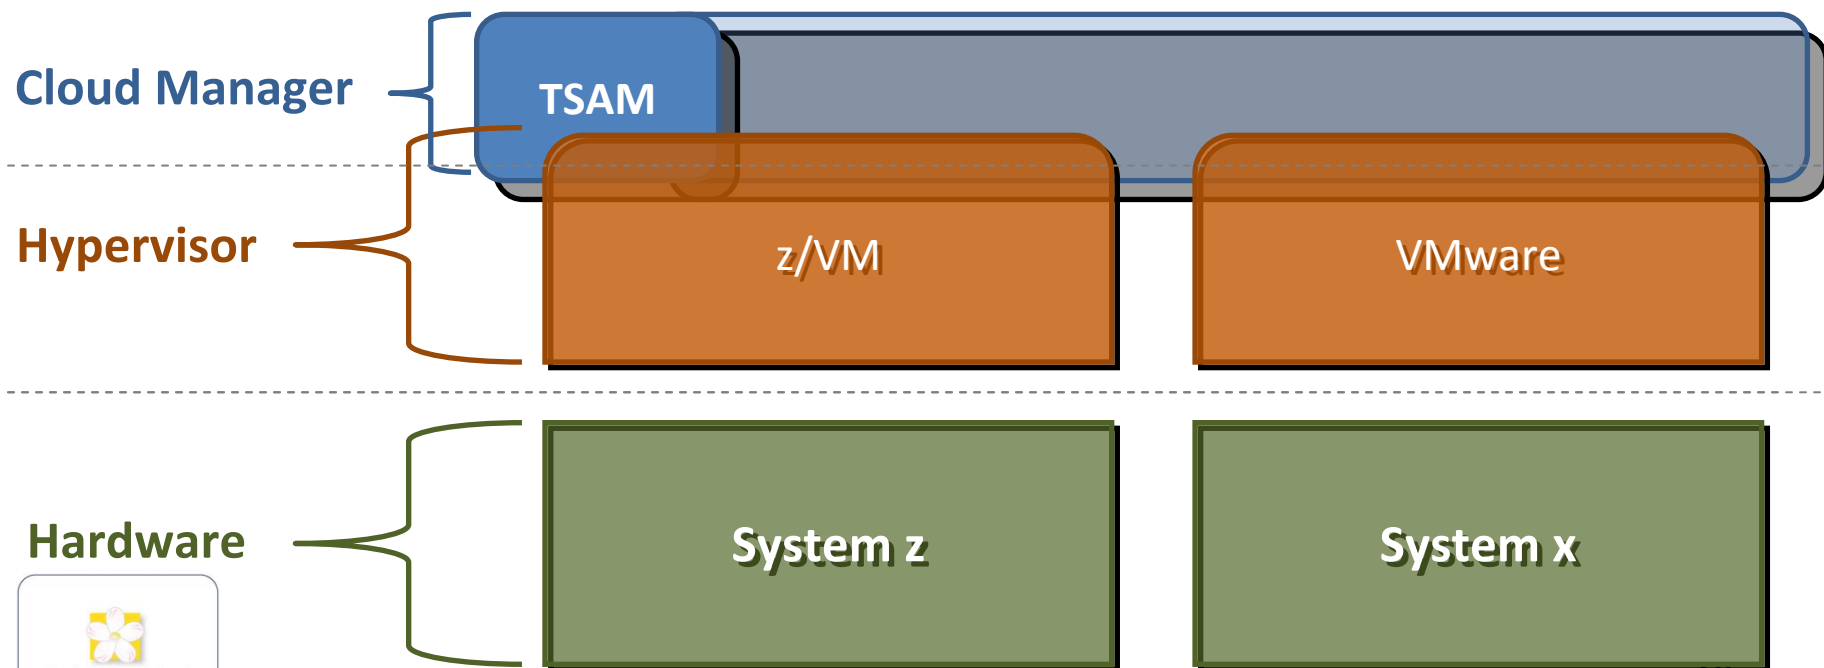 Cloud Manager
TSAM
Hypervisor
z/VM
VMware
Hardware
System z
System x